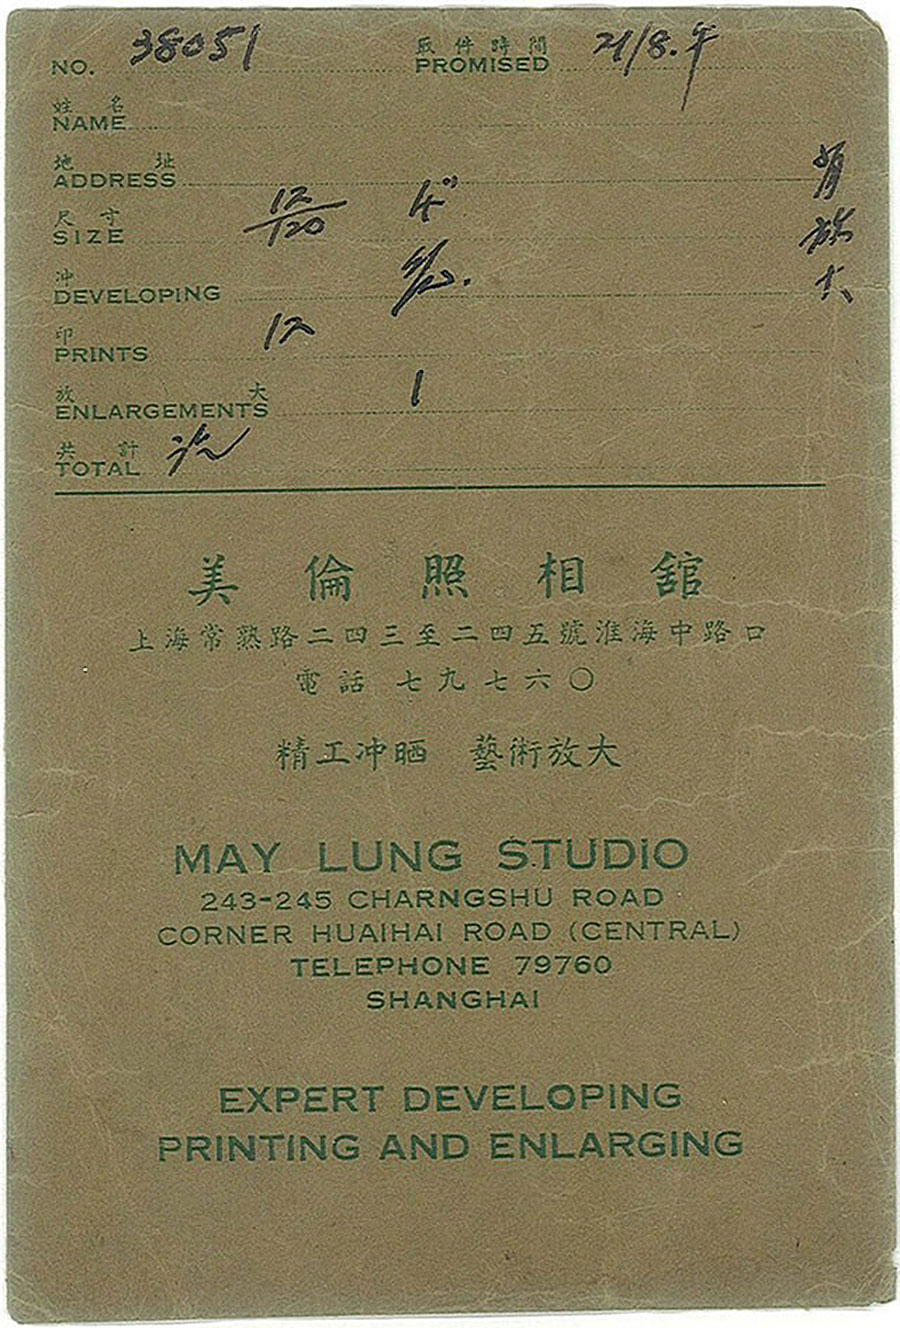 NO. 38051 取件時間 PROMISED 21/8.午
姓名
NAME
地址
ADDRESS
尺寸
SIZE 12/120 4"
冲
DEVELOPING
印
PRINTS 12
放大
ENLARGEMENTS 1
共計
TOTAL
有
放
大
美倫照相舘
上海常熟路二四三至二四五號淮海中路口
電話 七九七六〇
精工冲晒 藝術放大
MAY LUNG STUDIO
243-245 CHARNGSHU ROAD
CORNER HUAIHAI ROAD (CENTRAL)
TELEPHONE 79760
SHANGHAI
EXPERT DEVELOPING
PRINTING AND ENLARGING